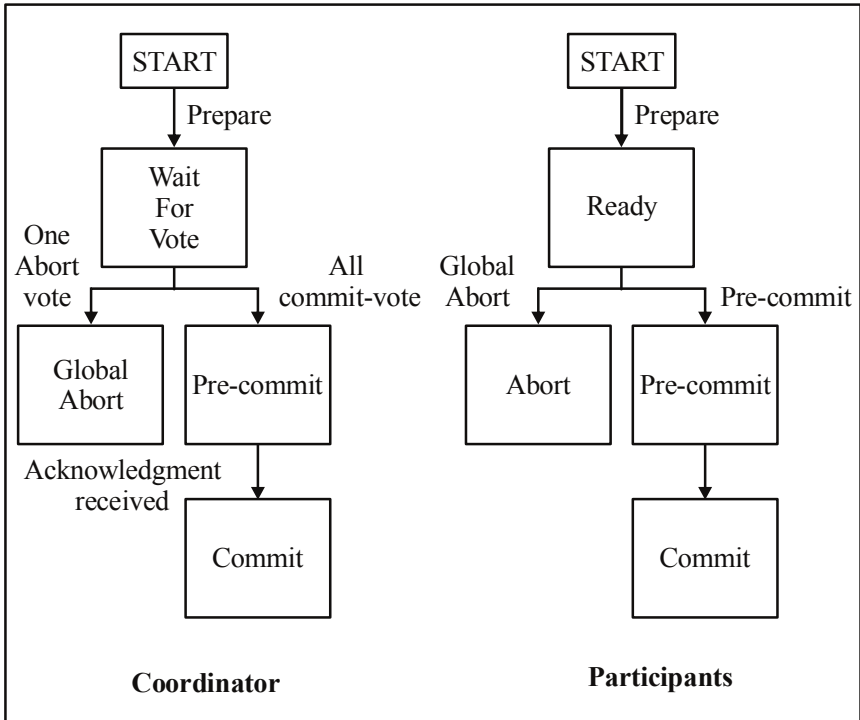 START
Prepare
Wait
For
Vote
One
Abort
vote
All
commit-vote
Global
Abort
Pre-commit
Acknowledgment
received
Commit
Coordinator
START
Prepare
Ready
Global
Abort
Pre-commit
Abort
Pre-commit
Commit
Participants